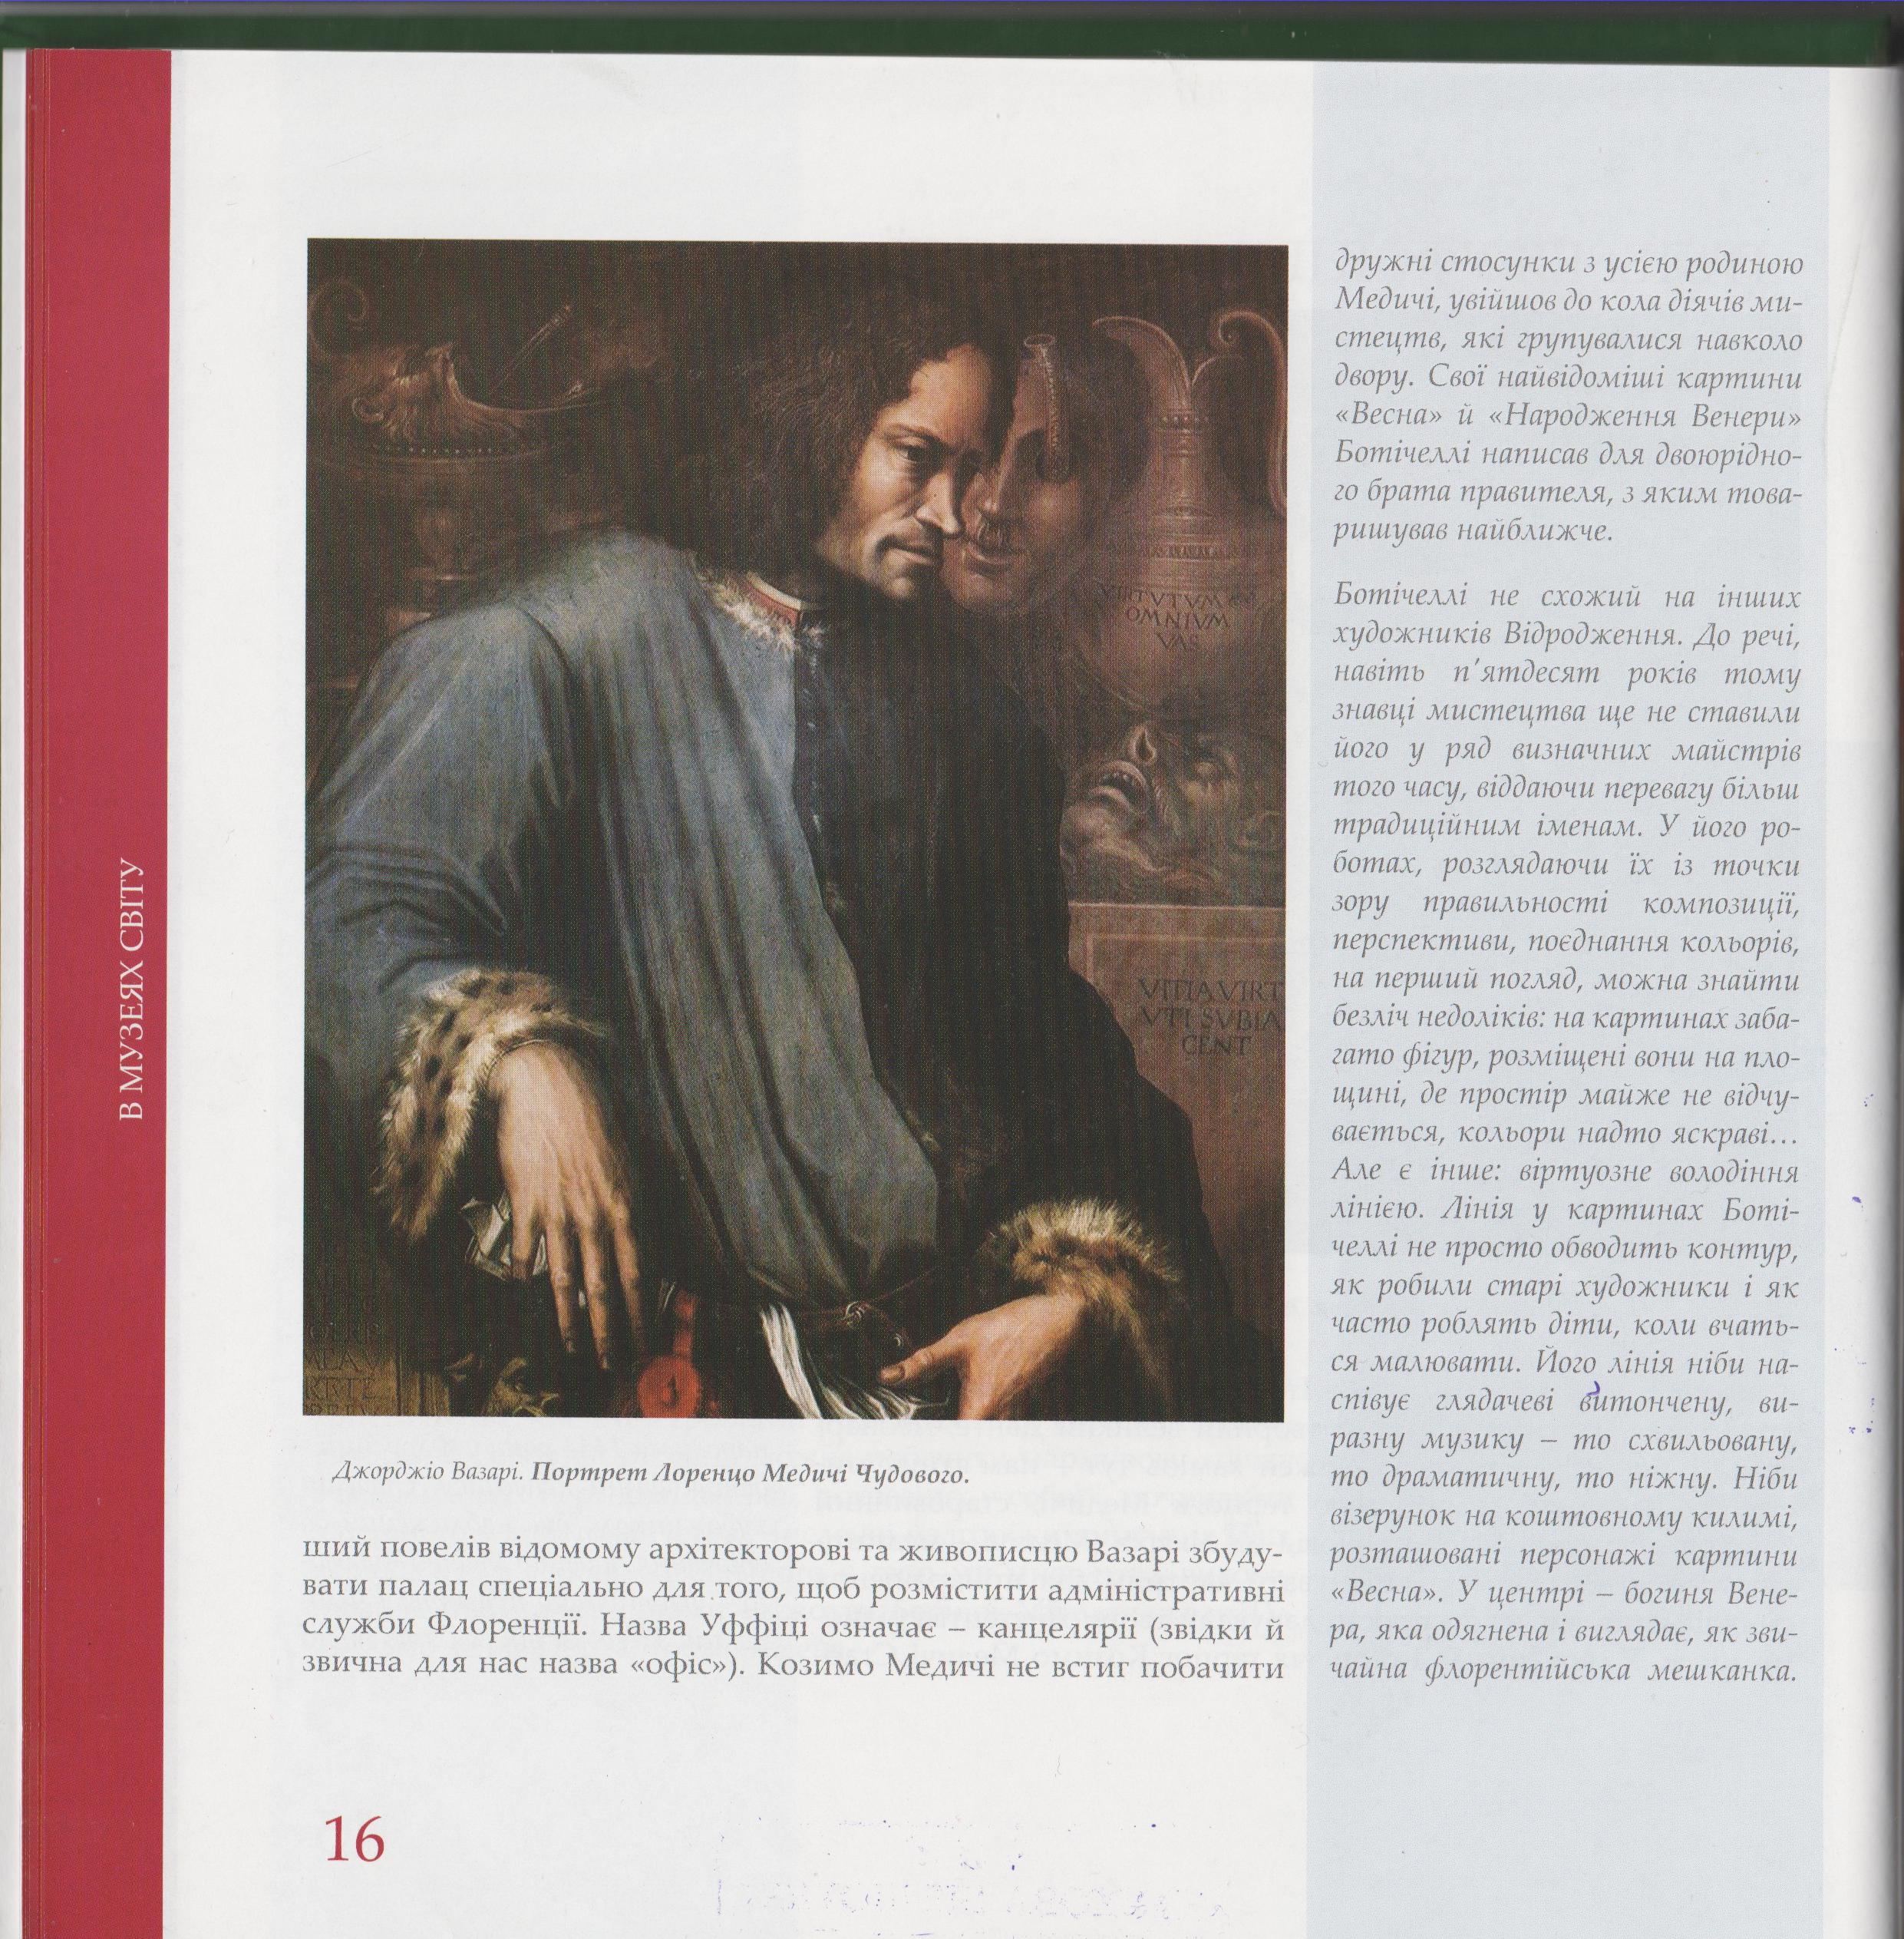 В МУЗЕЯХ СВІТУ
VIRTVTVM
OMNIVM
VAS
VITIA VIRT
VTI SVBIA
CENT
Джорджіо Вазарі. Портрет Лоренцо Медичі Чудового.
ший повелів відомому архітекторові та живописцю Вазарі збуду-
вати палац спеціально для того, щоб розмістити адміністративні
служби Флоренції. Назва Уффіці означає – канцелярії (звідки й
звична для нас назва «офіс»). Козимо Медичі не встиг побачити
дружні стосунки з усією родиною
Медичі, увійшов до кола діячів ми-
стецтв, які групувалися навколо
двору. Свої найвідоміші картини
«Весна» й «Народження Венери»
Ботічеллі написав для двоюрідно-
го брата правителя, з яким това-
ришував найближче.
Ботічеллі не схожий на інших
художників Відродження. До речі,
навіть п'ятдесят років тому
знавці мистецтва ще не ставили
його у ряд визначних майстрів
того часу, віддаючи перевагу більш
традиційним іменам. У його ро-
ботах, розглядаючи їх із точки
зору правильності композиції,
перспективи, поєднання кольорів,
на перший погляд, можна знайти
безліч недоліків: на картинах заба-
гато фігур, розміщені вони на пло-
щині, де простір майже не відчу-
вається, кольори надто яскраві...
Але є інше: віртуозне володіння
лінією. Лінія у картинах Боті-
челлі не просто обводить контур,
як робили старі художники і як
часто роблять діти, коли вчать-
ся малювати. Його лінія ніби на-
співує глядачеві витончену, ви-
разну музику – то схвильовану,
то драматичну, то ніжну. Ніби
візерунок на коштовному килимі,
розташовані персонажі картини
«Весна». У центрі – богиня Вене-
ра, яка одягнена і виглядає, як зви-
чайна флорентійська мешканка.
16